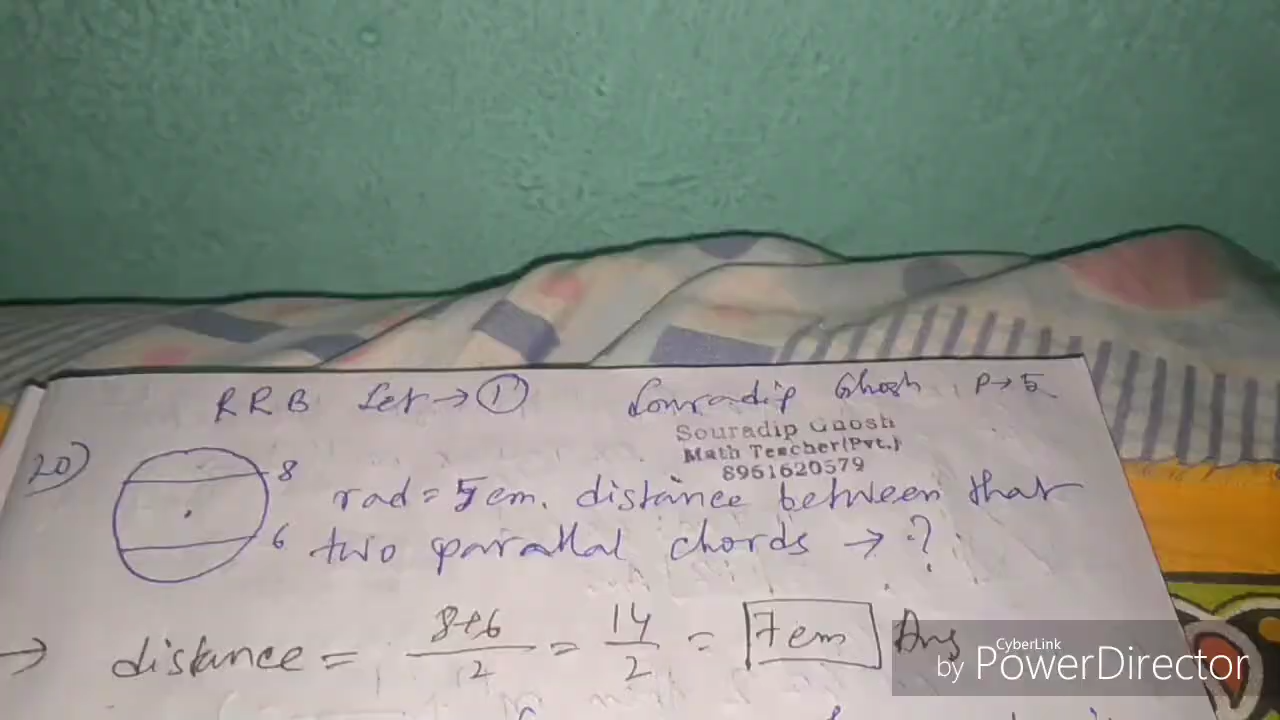 RRB Set → ① Souradip Ghosh P → 5
Souradip Ghosh
Math Teacher(Pvt.)
8961620579
20) 8
rad = 5 cm. distance between that
6 two parallal chords → ?
→ distance = 8+6/2 = 14/2 = 7 cm Ans
CyberLink
by PowerDirector